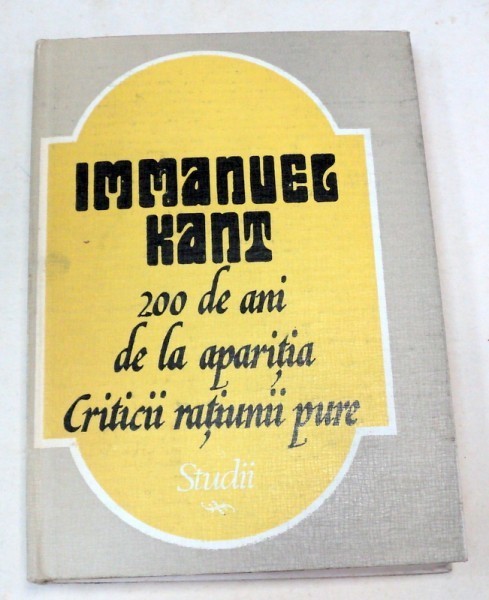 IMMANUEL
KANT
200 de ani
de la apariția
Criticii rațiunii pure
Studii